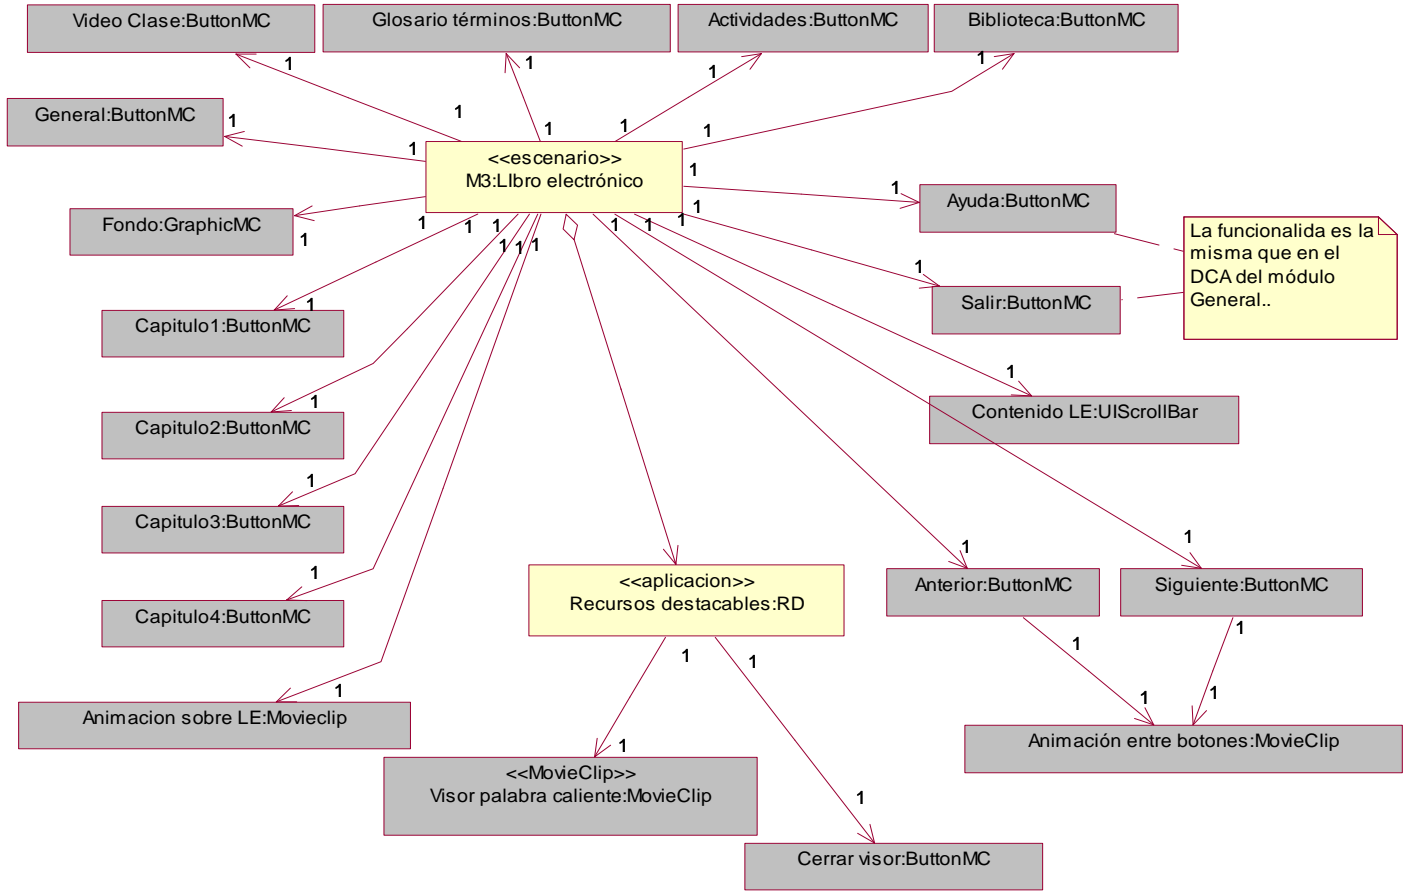 Video Clase:ButtonMC
Glosario términos:ButtonMC
Actividades:ButtonMC
Biblioteca:ButtonMC
1
1
1
1
General:ButtonMC
1
1
1
1
1
1
<<escenario>>
M3:LIbro electrónico
1
1
Ayuda:ButtonMC
Fondo:GraphicMC
1
1
1
1
1
1
1
1
1
1
1
1
La funcionalida es la
misma que en el
DCA del módulo
General..
1
Salir:ButtonMC
1
Capitulo1:ButtonMC
1
Contenido LE:UIScrollBar
1
Capitulo2:ButtonMC
1
Capitulo3:ButtonMC
1
1
1
Capitulo4:ButtonMC
<<aplicacion>>
Recursos destacables:RD
Anterior:ButtonMC
Siguiente:ButtonMC
1
1
1
1
1
Animacion sobre LE:Movieclip
1
1
1
Animación entre botones:MovieClip
1
<<MovieClip>>
Visor palabra caliente:MovieClip
1
Cerrar visor:ButtonMC